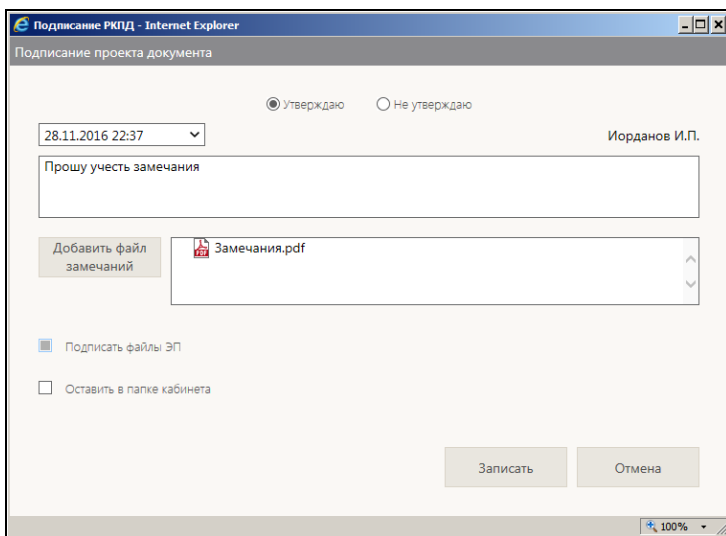 Подписание РКПД - Internet Explorer
Подписание проекта документа
Утверждаю Не утверждаю
28.11.2016 22:37 Иорданов И.П.
Прошу учесть замечания
Добавить файл
замечаний
Замечания.pdf
Подписать файлы ЭП
Оставить в папке кабинета
Записать Отмена
100%